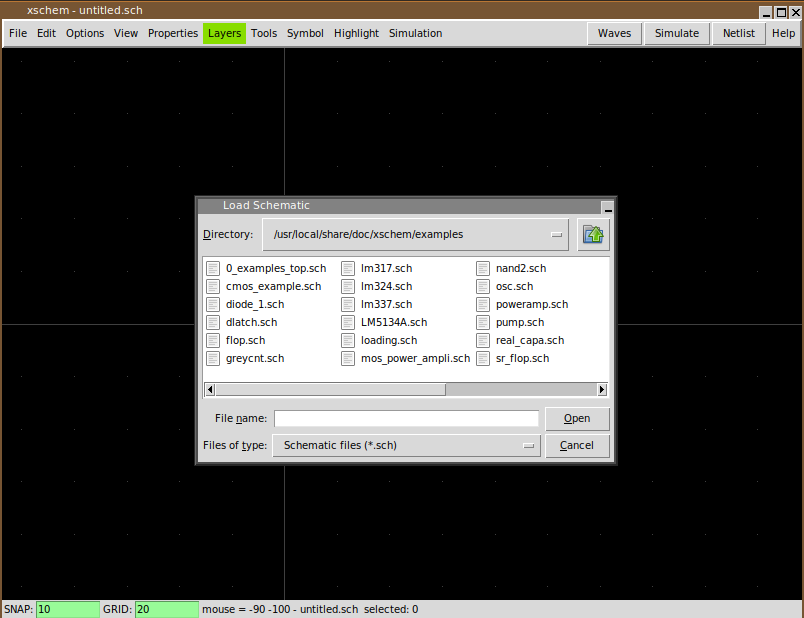 xschem - untitled.sch
File Edit Options View Properties Layers Tools Symbol Highlight Simulation Waves Simulate Netlist Help
Load Schematic
Directory: /usr/local/share/doc/xschem/examples
0_examples_top.sch lm317.sch nand2.sch
cmos_example.sch lm324.sch osc.sch
diode_1.sch lm337.sch poweramp.sch
dlatch.sch LM5134A.sch pump.sch
flop.sch loading.sch real_capa.sch
greycnt.sch mos_power_ampli.sch sr_flop.sch
File name: Open
Files of type: Schematic files (*.sch) Cancel
SNAP: 10 GRID: 20 mouse = -90 -100 - untitled.sch selected: 0